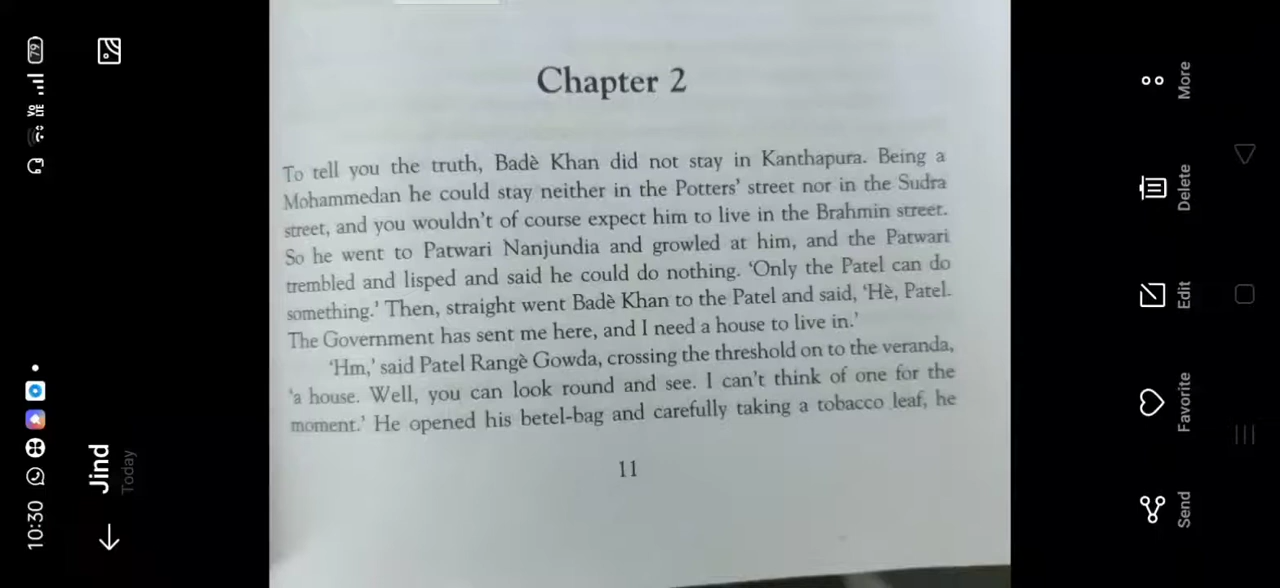 Chapter 2
To tell you the truth, Badè Khan did not stay in Kanthapura. Being a
Mohammedan he could stay neither in the Potters' street nor in the Sudra
street, and you wouldn't of course expect him to live in the Brahmin street.
So he went to Patwari Nanjundia and growled at him, and the Patwari
trembled and lisped and said he could do nothing. 'Only the Patel can do
something.' Then, straight went Badè Khan to the Patel and said, 'Hè, Patel.
The Government has sent me here, and I need a house to live in.'
'Hm,' said Patel Rangè Gowda, crossing the threshold on to the veranda,
'a house. Well, you can look round and see. I can't think of one for the
moment.' He opened his betel-bag and carefully taking a tobacco leaf, he
11
10:30
Vo LTE
79
Jind
Today
Send
Favorite
Edit
Delete
More